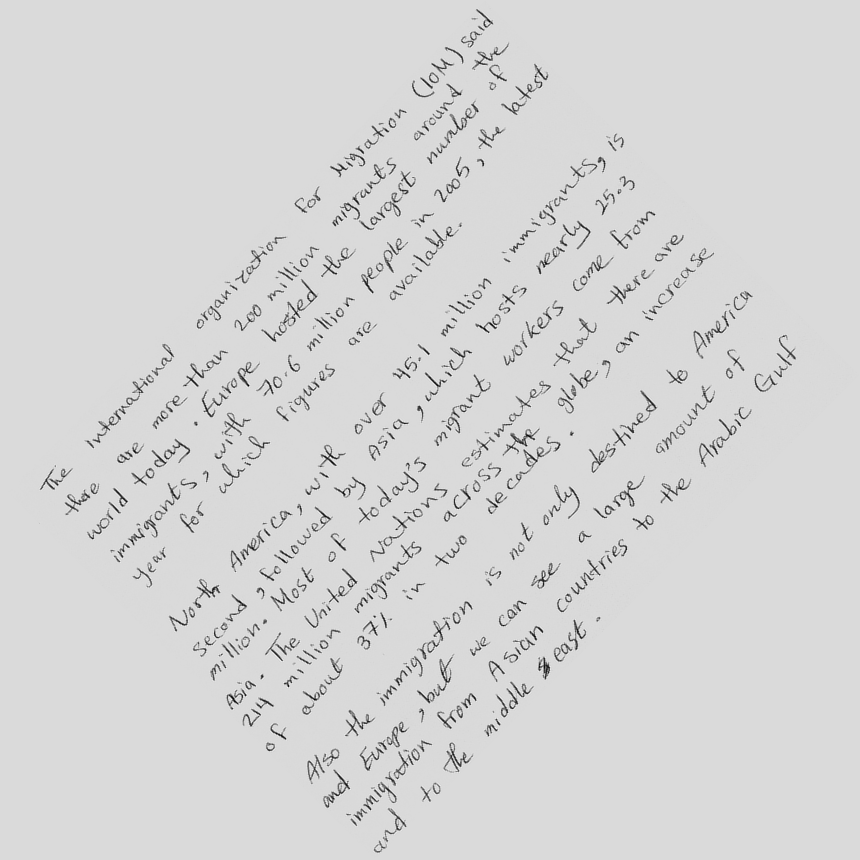 The International organization for Migration (IOM) said
there are more than 200 million migrants around the
world today. Europe hosted the largest number of
immigrants, with 70.6 million people in 2005, the latest
year for which figures are available.
North America, with over 45.1 million immigrants, is
second, followed by Asia, which hosts nearly 25.3
million. Most of today's migrant workers come from
Asia. The United Nations estimates that there are
214 million migrants across the globe, an increase
of about 37% in two decades.
Also the immigration is not only destined to America
and Europe, but we can see a large amount of
immigration from Asian countries to the Arabic Gulf
and to the middle east.